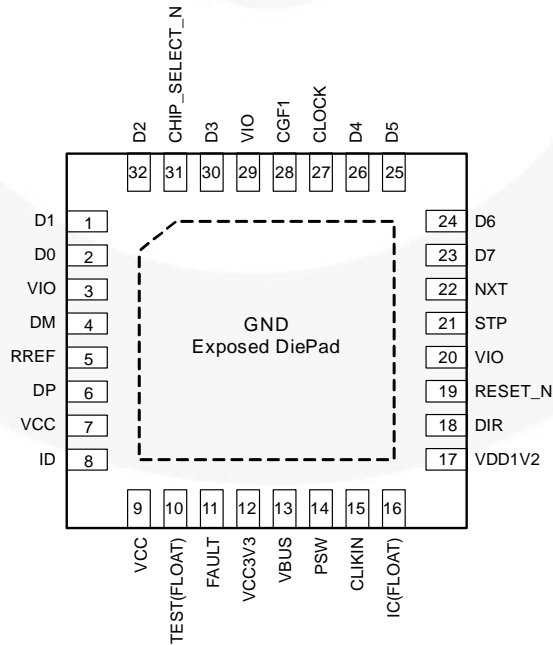 D2
CHIP_SELECT_N
D3
VIO
CGF1
CLOCK
D4
D5
32
31
30
29
28
27
26
25
D1 1
D0 2
VIO 3
DM 4
RREF 5
DP 6
VCC 7
ID 8
GND
Exposed DiePad
24 D6
23 D7
22 NXT
21 STP
20 VIO
19 RESET_N
18 DIR
17 VDD1V2
9
10
11
12
13
14
15
16
VCC
TEST(FLOAT)
FAULT
VCC3V3
VBUS
PSW
CLIKIN
IC(FLOAT)